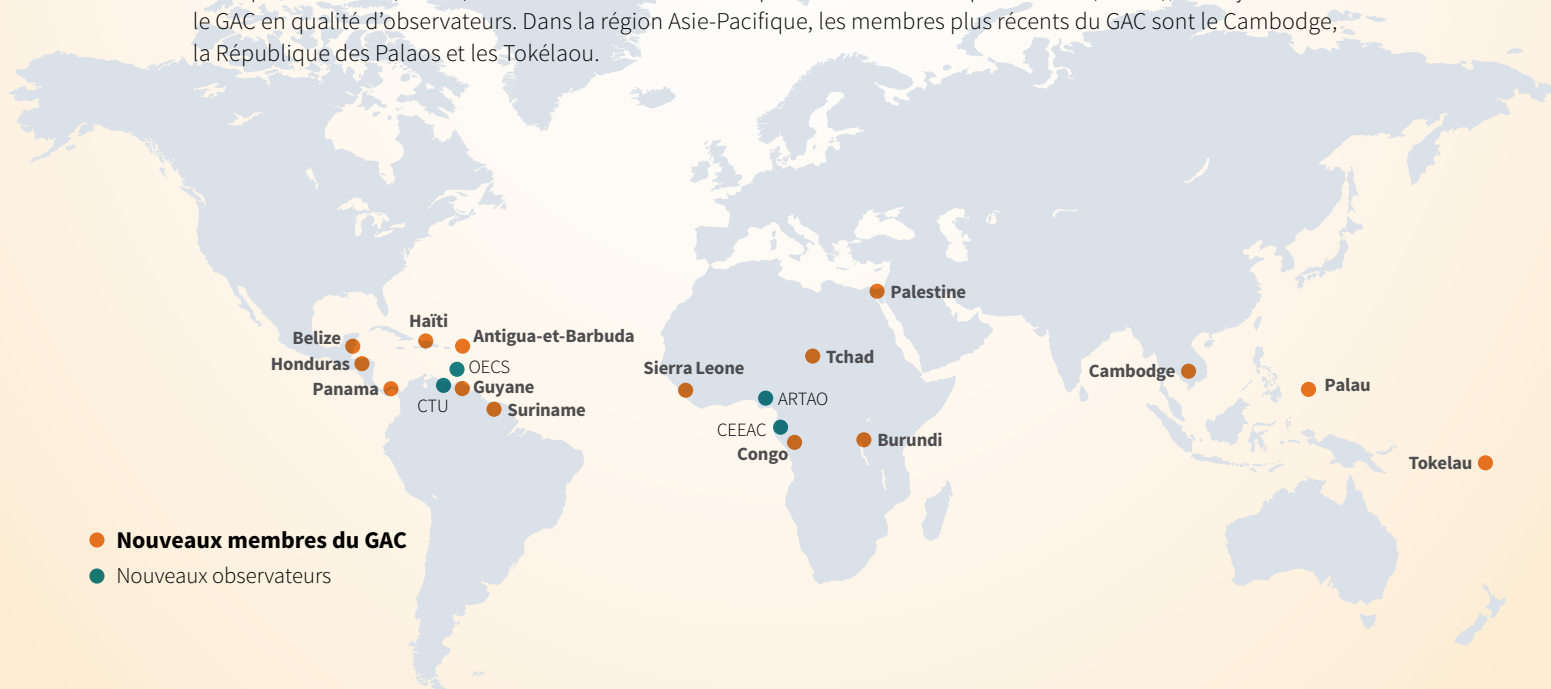 le GAC en qualité d’observateurs. Dans la région Asie-Pacifique, les membres plus récents du GAC sont le Cambodge,
la République des Palaos et les Tokélaou.
Palestine
Haïti
Antigua-et-Barbuda
Belize
Honduras
OECS
Panama
Guyane
CTU
Suriname
Sierra Leone
Tchad
ARTAO
CEEAC
Congo
Burundi
Cambodge
Palau
Tokelau
Nouveaux membres du GAC
Nouveaux observateurs